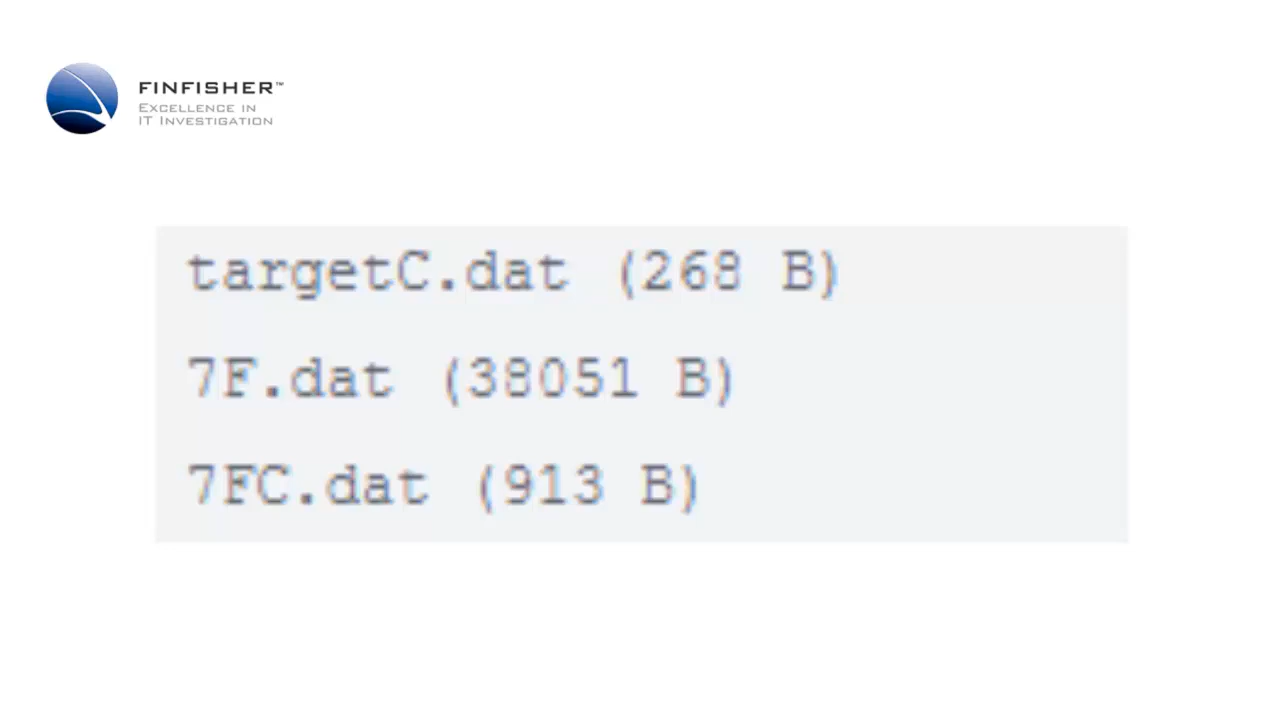 FINFISHER™
EXCELLENCE IN
IT INVESTIGATION
targetC.dat (268 B)
7F.dat (38051 B)
7FC.dat (913 B)